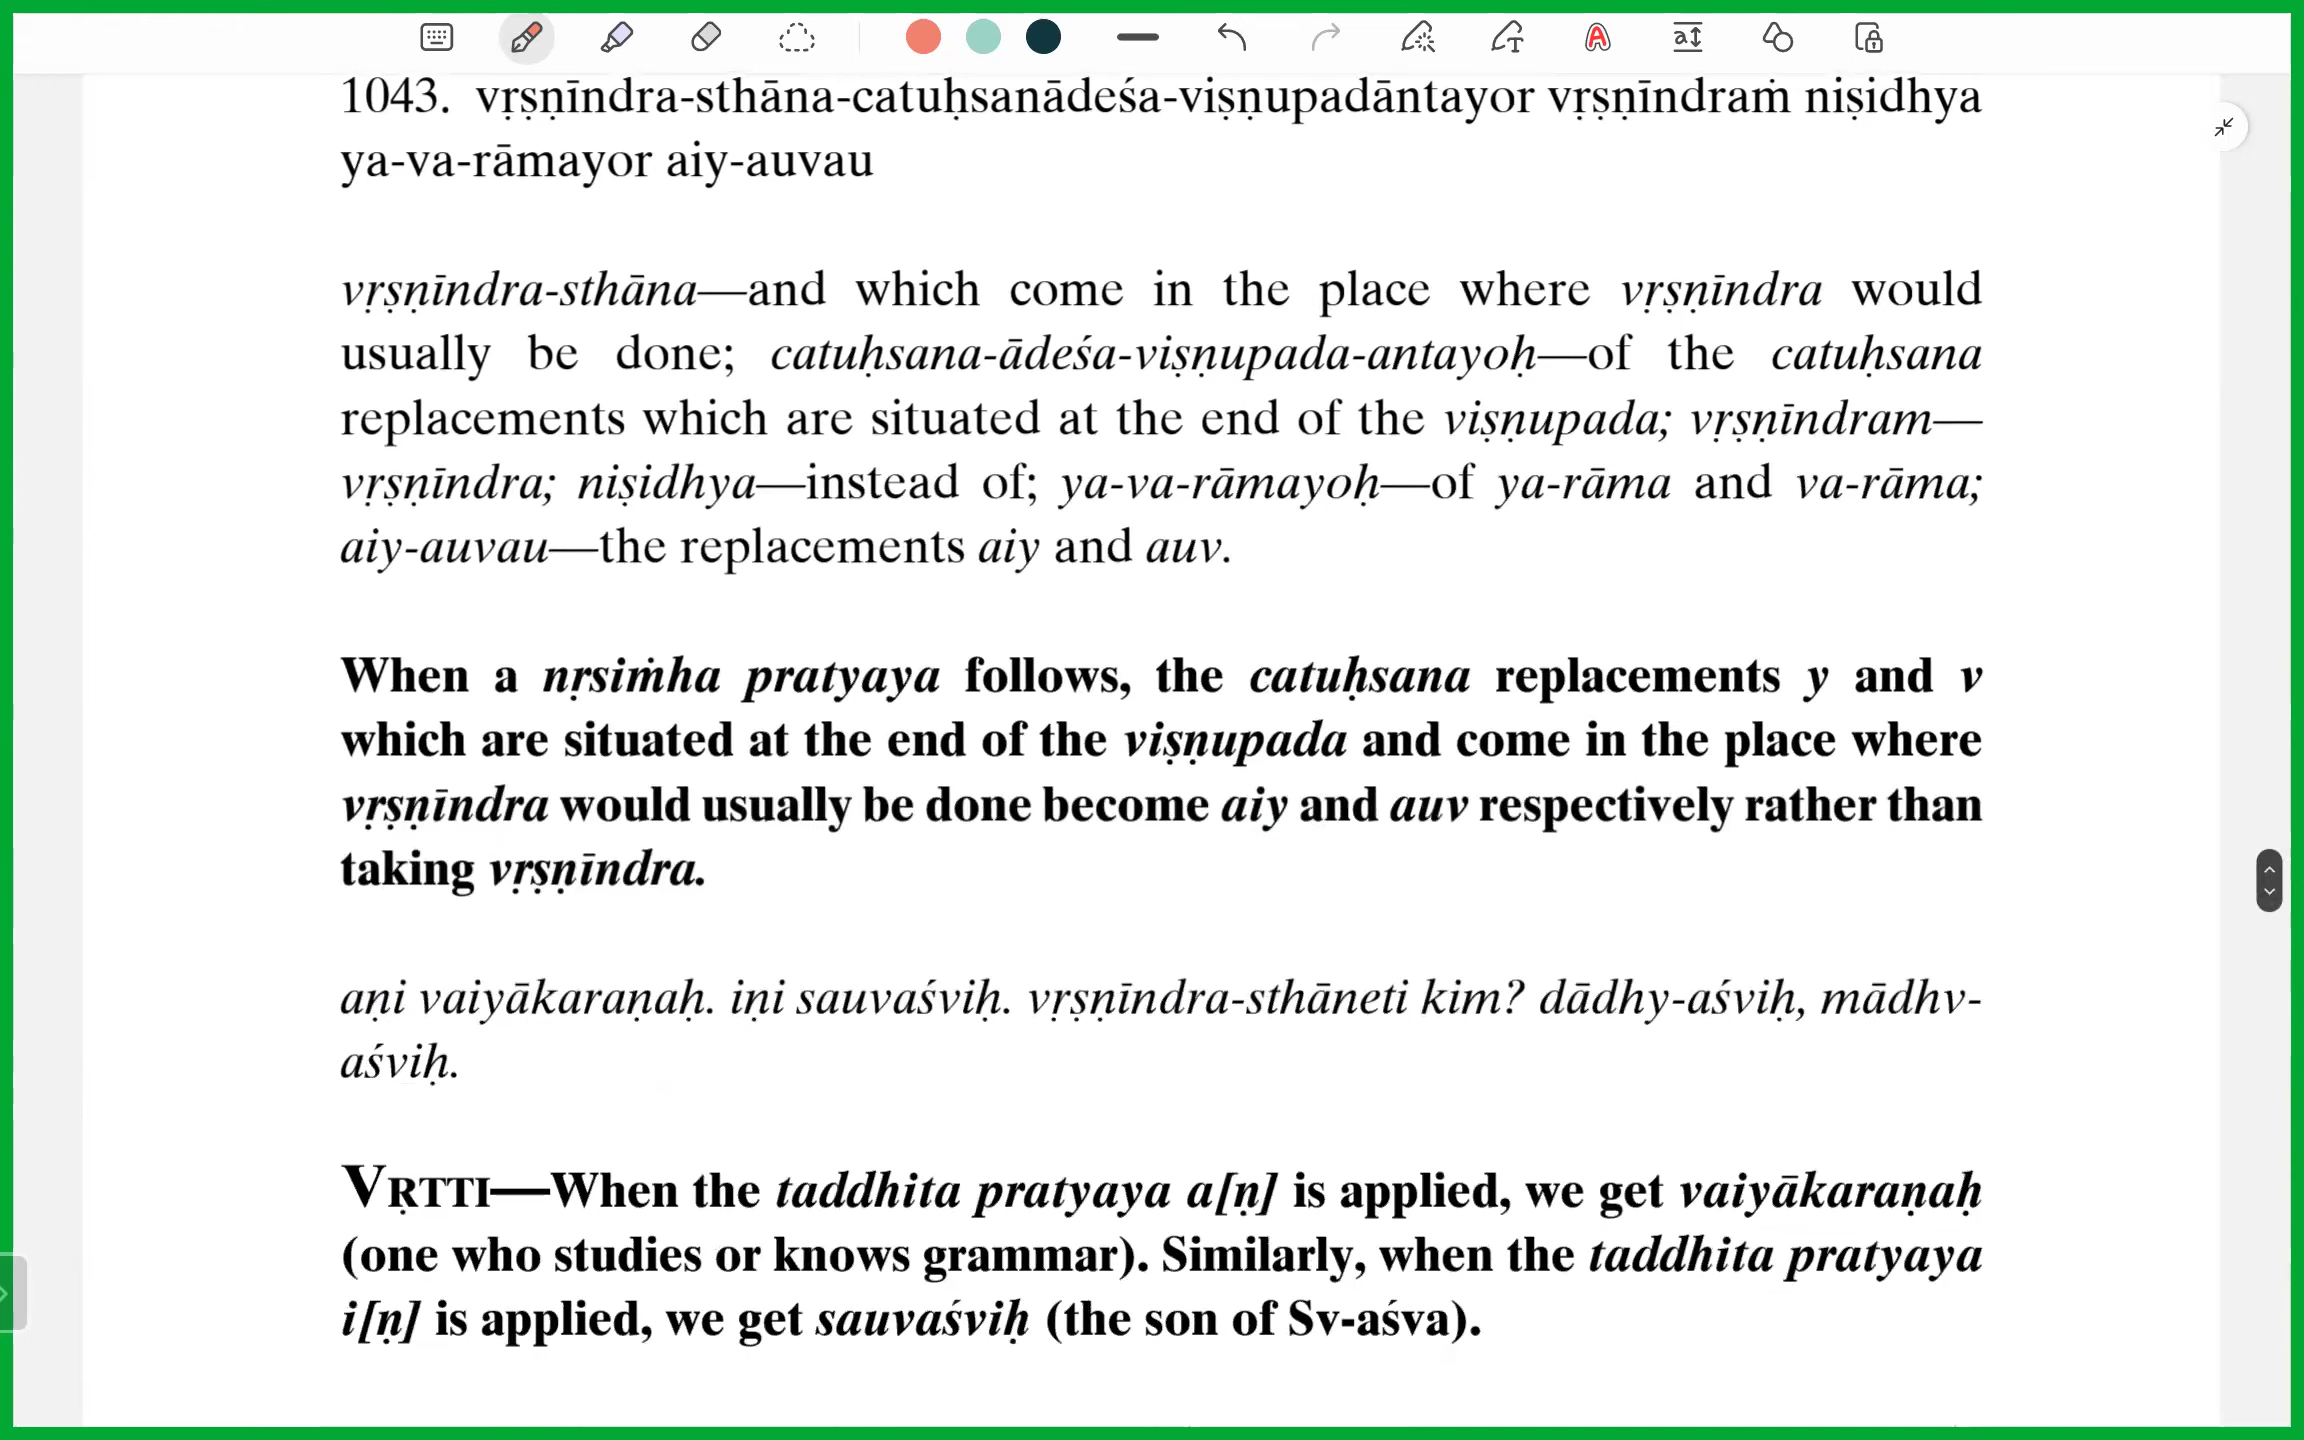 1043. vṛṣṇīndra-sthāna-catuḥsanādeśa-viṣṇupadāntayor vṛṣṇīndraṁ niṣidhya
ya-va-rāmayor aiy-auvau
vṛṣṇīndra-sthāna—and which come in the place where vṛṣṇīndra would
usually be done; catuḥsana-ādeśa-viṣṇupada-antayoḥ—of the catuḥsana
replacements which are situated at the end of the viṣṇupada; vṛṣṇīndram—
vṛṣṇīndra; niṣidhya—instead of; ya-va-rāmayoḥ—of ya-rāma and va-rāma;
aiy-auvau—the replacements aiy and auv.
When a nṛsiṁha pratyaya follows, the catuḥsana replacements y and v
which are situated at the end of the viṣṇupada and come in the place where
vṛṣṇīndra would usually be done become aiy and auv respectively rather than
taking vṛṣṇīndra.
aṇi vaiyākaraṇaḥ. iṇi sauvaśviḥ. vṛṣṇīndra-sthāneti kim? dādhy-aśviḥ, mādhv-
aśviḥ.
VṚTTI—When the taddhita pratyaya a[ṇ] is applied, we get vaiyākaraṇaḥ
(one who studies or knows grammar). Similarly, when the taddhita pratyaya
i[ṇ] is applied, we get sauvaśviḥ (the son of Sv-aśva).